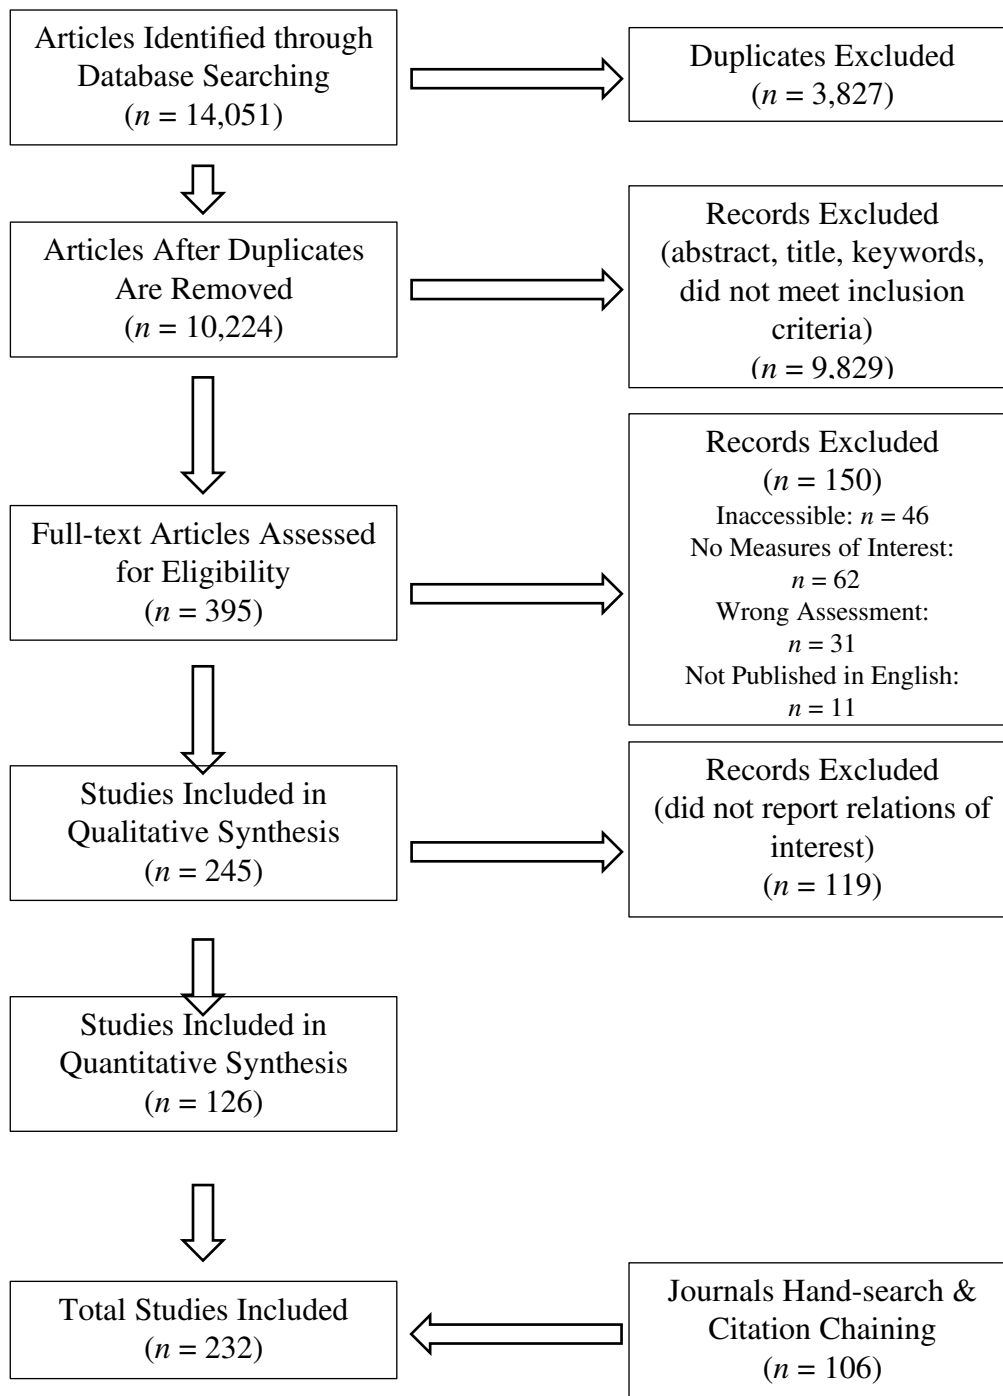 Articles Identified through
Database Searching
(n = 14,051)
Duplicates Excluded
(n = 3,827)
Articles After Duplicates
Are Removed
(n = 10,224)
Records Excluded
(abstract, title, keywords,
did not meet inclusion
criteria)
(n = 9,829)
Full-text Articles Assessed
for Eligibility
(n = 395)
Records Excluded
(n = 150)
Inaccessible: n = 46
No Measures of Interest:
n = 62
Wrong Assessment:
n = 31
Not Published in English:
n = 11
Studies Included in
Qualitative Synthesis
(n = 245)
Records Excluded
(did not report relations of
interest)
(n = 119)
Studies Included in
Quantitative Synthesis
(n = 126)
Total Studies Included
(n = 232)
Journals Hand-search &
Citation Chaining
(n = 106)